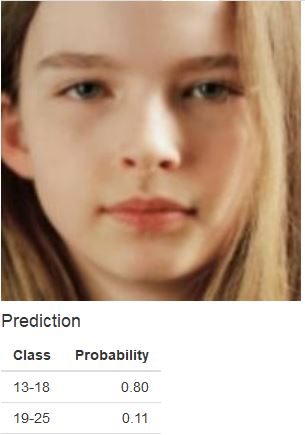 Prediction
Class Probability
13-18 0.80
19-25 0.11